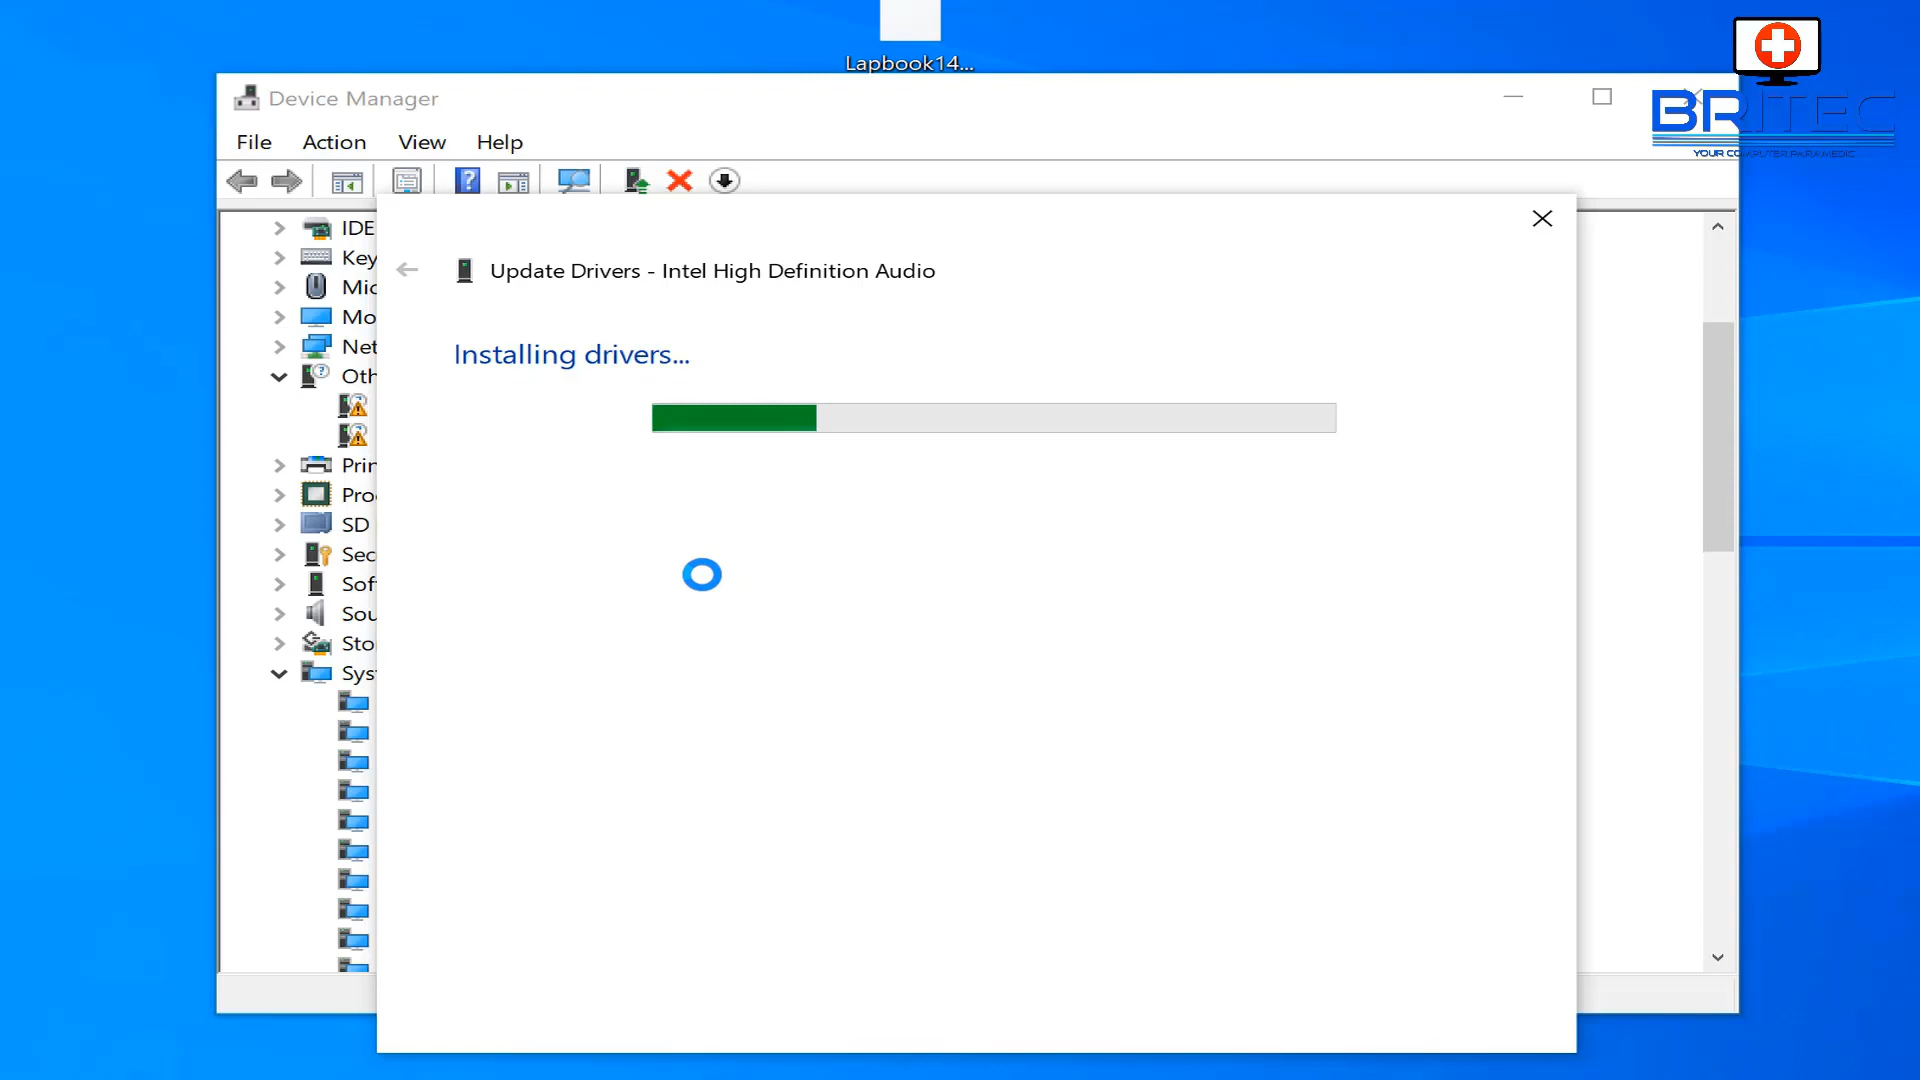 Lapbook14...
Device Manager
BRITEC
YOUR COMPUTER PARAMEDIC
File Action View Help
IDE
Key
Mic
Mo
Net
Oth
Prin
Pro
SD
Sec
Sof
Sou
Sto
Syst
Update Drivers - Intel High Definition Audio
Installing drivers...